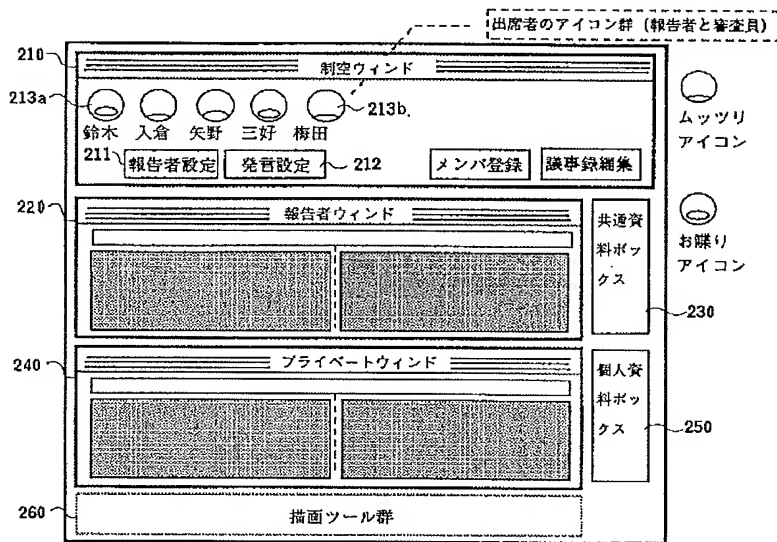 出席者のアイコン群(報告者と審査員)
210
制空ウィンド
213a
213b
鈴木 入倉 矢野 三好 梅田
ムッツリ
アイコン
211 報告者設定 発言設定 212 メンバ登録 議事録編集
220
報告者ウィンド
共通資
料ボッ
クス
お喋り
アイコン
230
240
プライベートウィンド
個人資
料ボッ
クス
250
260
描画ツール群